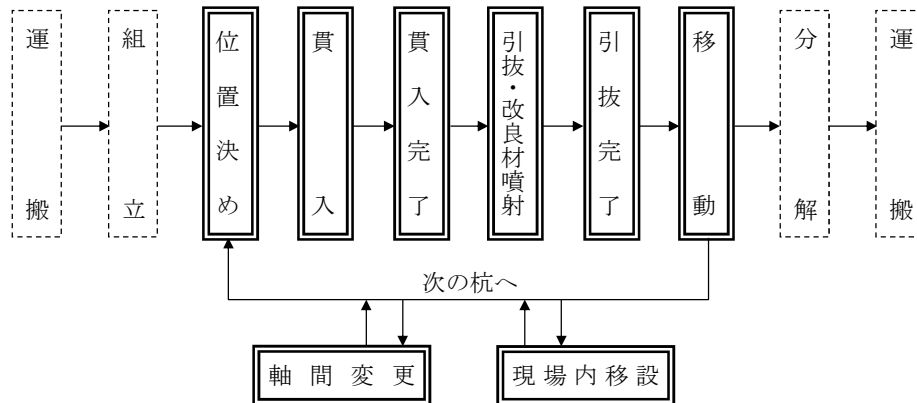 運搬
組立
位置決め
貫入
貫入完了
引抜・改良材噴射
引抜完了
移動
分解
運搬
次の杭へ
軸間変更
現場内移設